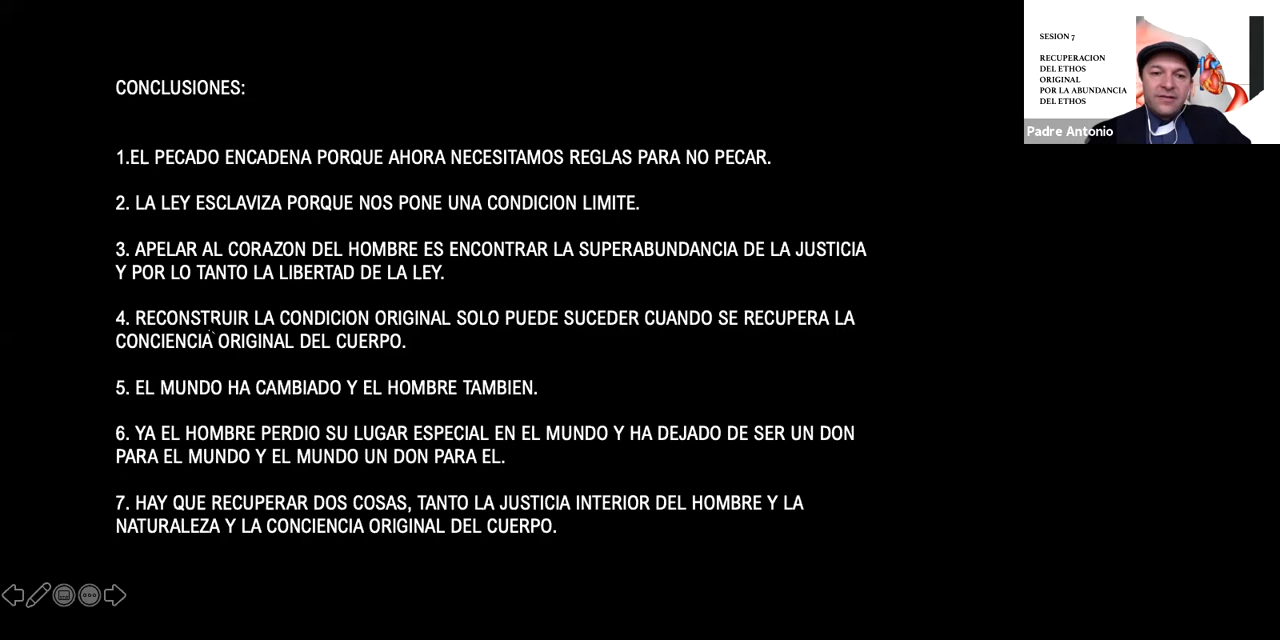 CONCLUSIONES:
1.EL PECADO ENCADENA PORQUE AHORA NECESITAMOS REGLAS PARA NO PECAR.
2. LA LEY ESCLAVIZA PORQUE NOS PONE UNA CONDICION LIMITE.
3. APELAR AL CORAZON DEL HOMBRE ES ENCONTRAR LA SUPERABUNDANCIA DE LA JUSTICIA
Y POR LO TANTO LA LIBERTAD DE LA LEY.
4. RECONSTRUIR LA CONDICION ORIGINAL SOLO PUEDE SUCEDER CUANDO SE RECUPERA LA
CONCIENCIA ORIGINAL DEL CUERPO.
5. EL MUNDO HA CAMBIADO Y EL HOMBRE TAMBIEN.
6. YA EL HOMBRE PERDIO SU LUGAR ESPECIAL EN EL MUNDO Y HA DEJADO DE SER UN DON
PARA EL MUNDO Y EL MUNDO UN DON PARA EL.
7. HAY QUE RECUPERAR DOS COSAS, TANTO LA JUSTICIA INTERIOR DEL HOMBRE Y LA
NATURALEZA Y LA CONCIENCIA ORIGINAL DEL CUERPO.
SESION 7
RECUPERACION
DEL ETHOS
ORIGINAL
POR LA ABUNDANCIA
DEL ETHOS
Padre Antonio